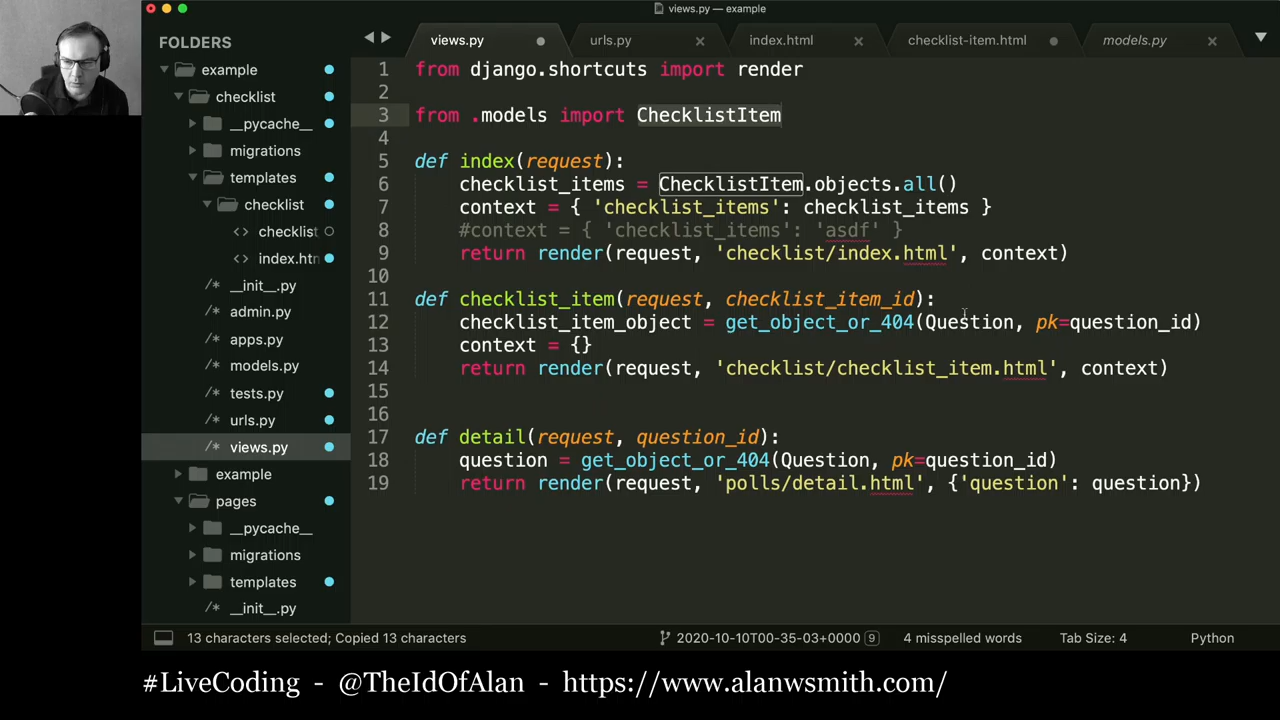 views.py — example
FOLDERS
example
checklist
__pycache__
migrations
templates
checklist
checklist
index.htn
__init__.py
admin.py
apps.py
models.py
tests.py
urls.py
views.py
example
pages
__pycache__
migrations
templates
__init__.py
views.py
urls.py
index.html
checklist-item.html
models.py
1 from django.shortcuts import render
2
3 from .models import ChecklistItem
4
5 def index(request):
6 checklist_items = ChecklistItem.objects.all()
7 context = { 'checklist_items': checklist_items }
8 #context = { 'checklist_items': 'asdf' }
9 return render(request, 'checklist/index.html', context)
10
11 def checklist_item(request, checklist_item_id):
12 checklist_item_object = get_object_or_404(Question, pk=question_id)
13 context = {}
14 return render(request, 'checklist/checklist_item.html', context)
15
16
17 def detail(request, question_id):
18 question = get_object_or_404(Question, pk=question_id)
19 return render(request, 'polls/detail.html', {'question': question})
13 characters selected; Copied 13 characters
2020-10-10T00-35-03+0000 9
4 misspelled words
Tab Size: 4
Python
#LiveCoding - @TheIdOfAlan - https://www.alanwsmith.com/